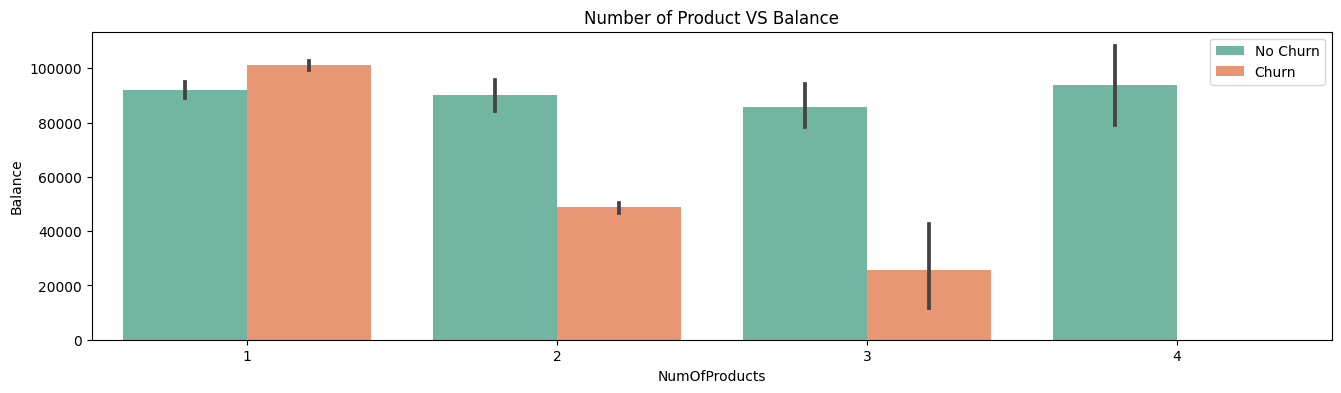 Number of Product VS Balance
No Churn
Churn
Balance
100000
80000
60000
40000
20000
0
1 2 3 4
NumOfProducts